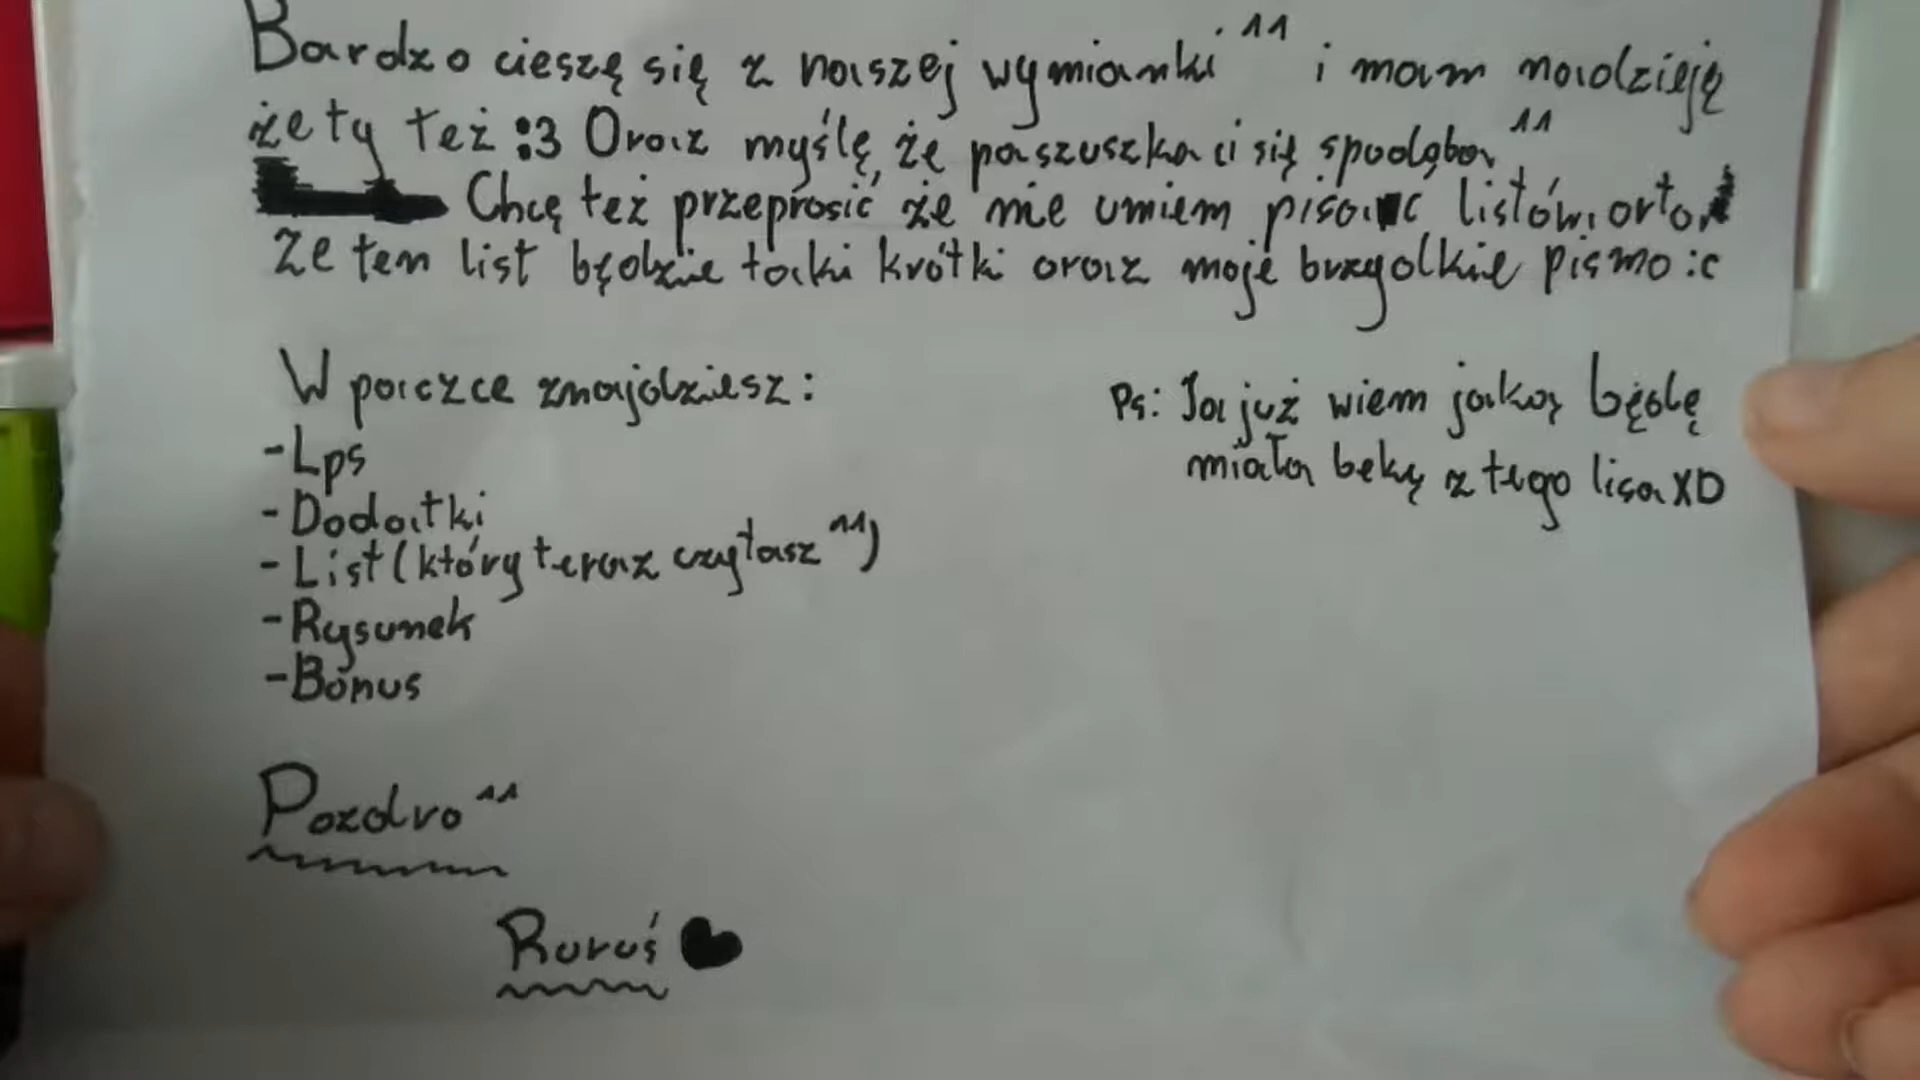 Bardzo cieszę się z naszej wymianki ^^ i mam nadzieję
że ty też :3 Oraz myślę, że paszuszka ci się spodoba ^^
Chcę też przeprosić, że nie umiem pisać listów, orto,
że ten list będzie taki krótki oraz moje brzydkie pismo :c
W paczce znajdziesz:
Ps: Ja już wiem jaką będę
miała bekę z tego lisa XD
-Lps
-Dodatki
-List (który teraz czytasz ^^)
-Rysunek
-Bonus
Pozdro ^^
Ruruś ♥